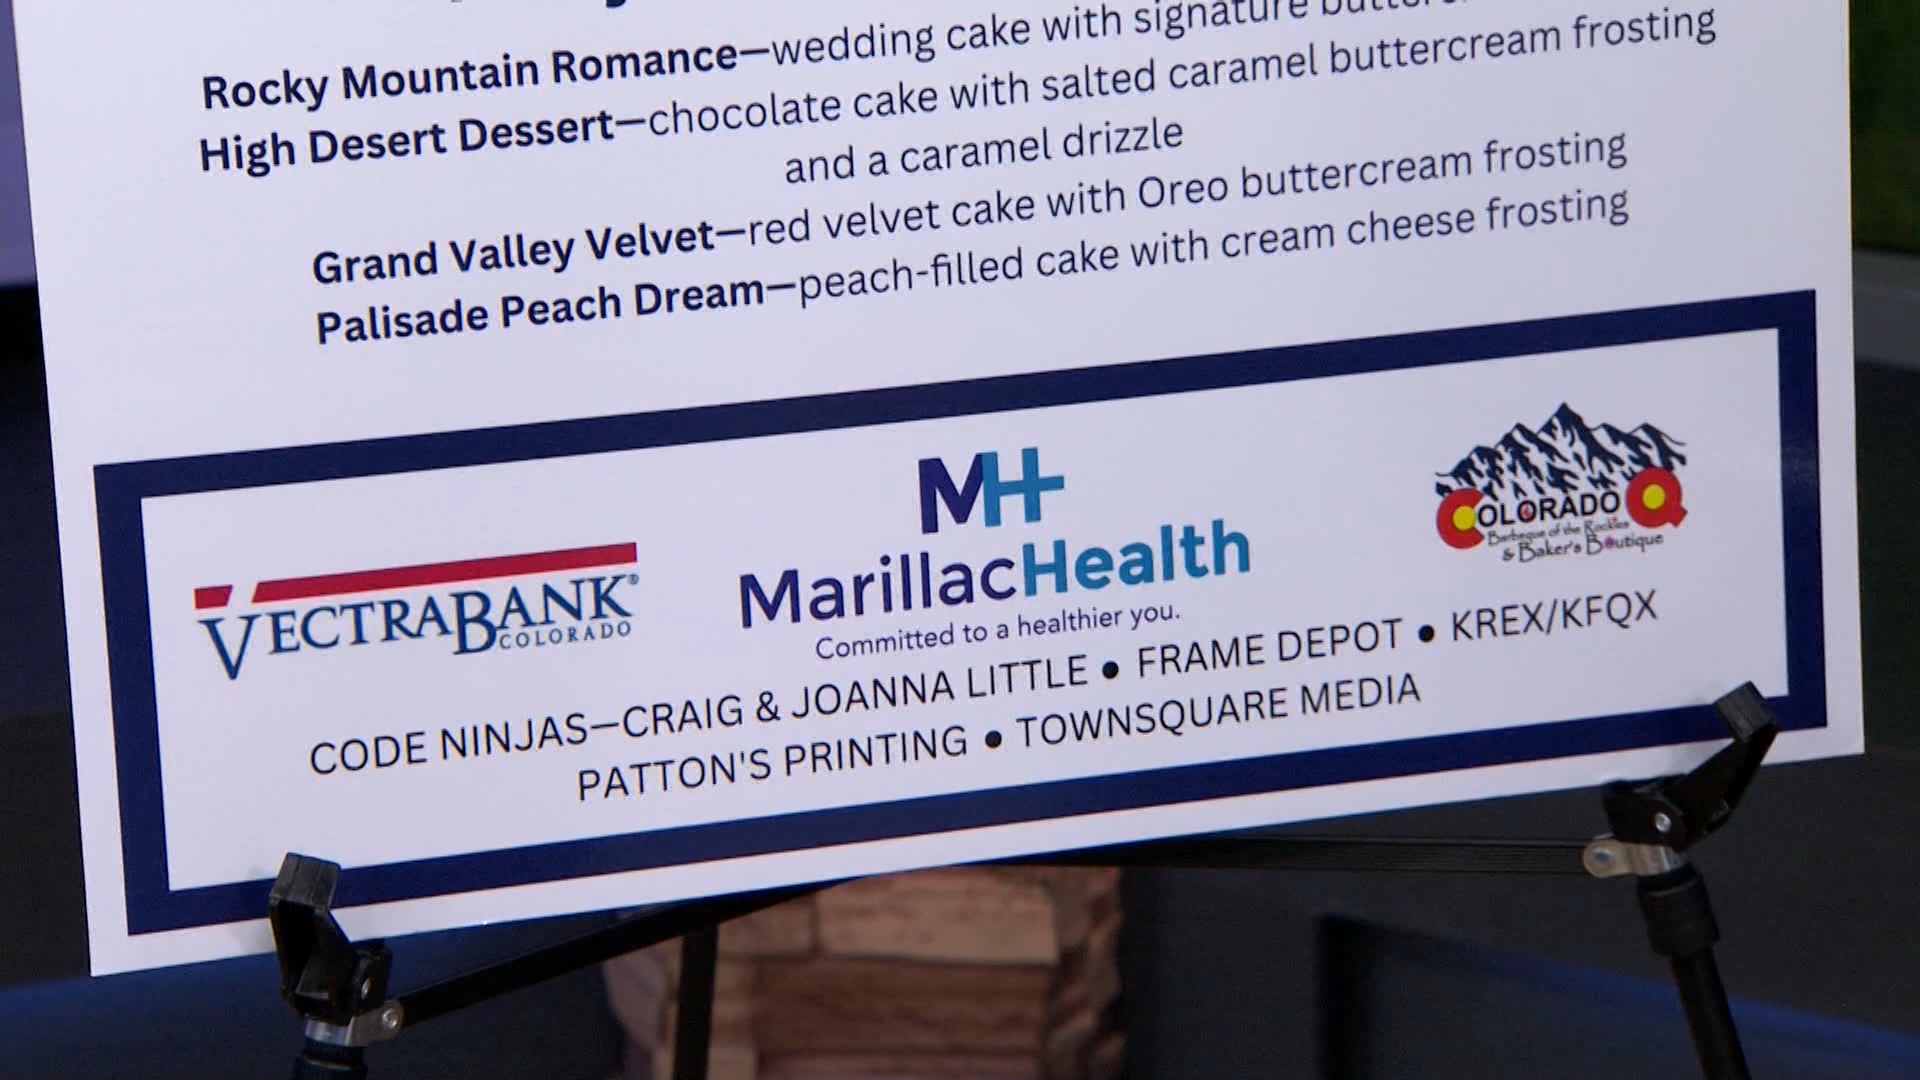 Rocky Mountain Romance—wedding cake with signature
High Desert Dessert—chocolate cake with salted caramel buttercream frosting
and a caramel drizzle
Grand Valley Velvet—red velvet cake with Oreo buttercream frosting
Palisade Peach Dream—peach-filled cake with cream cheese frosting
VECTRABANK®
COLORADO
MH
MarillacHealth
Committed to a healthier you.
COLORADO Q
Barbeque of the Rockies
& Baker's Boutique
CODE NINJAS—CRAIG & JOANNA LITTLE • FRAME DEPOT • KREX/KFQX
PATTON'S PRINTING • TOWNSQUARE MEDIA